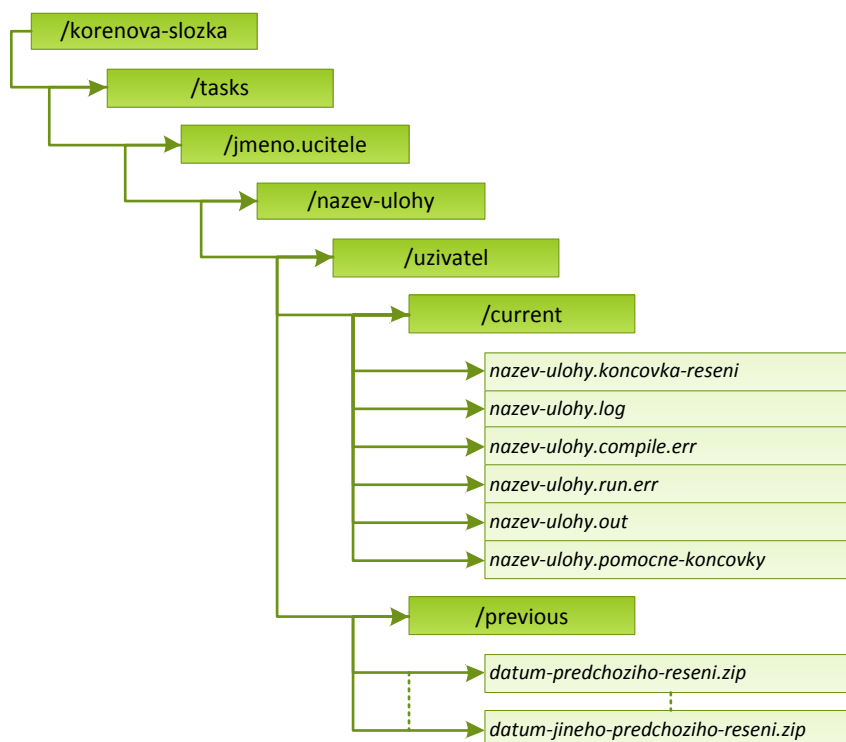 /korenova-slozka
/tasks
/jmeno.ucitele
/nazev-ulohy
/uzivatel
/current
nazev-ulohy.koncovka-reseni
nazev-ulohy.log
nazev-ulohy.compile.err
nazev-ulohy.run.err
nazev-ulohy.out
nazev-ulohy.pomocne-koncovky
/previous
datum-predchoziho-reseni.zip
datum-jineho-predchoziho-reseni.zip